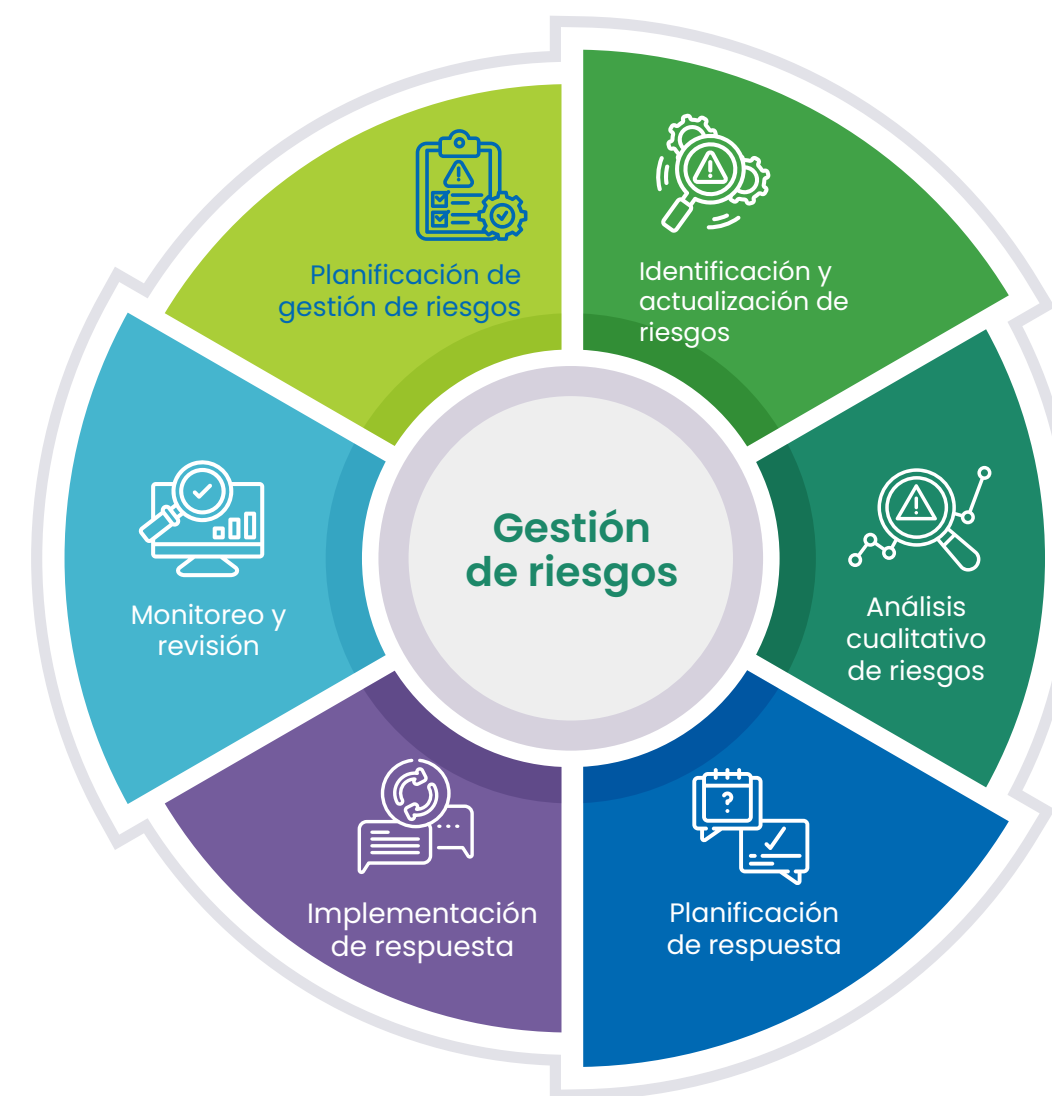 Planificación de
gestión de riesgos
Identificación y
actualización de
riesgos
Análisis
cualitativo
de riesgos
Planificación
de respuesta
Implementación
de respuesta
Monitoreo y
revisión
Gestión
de riesgos